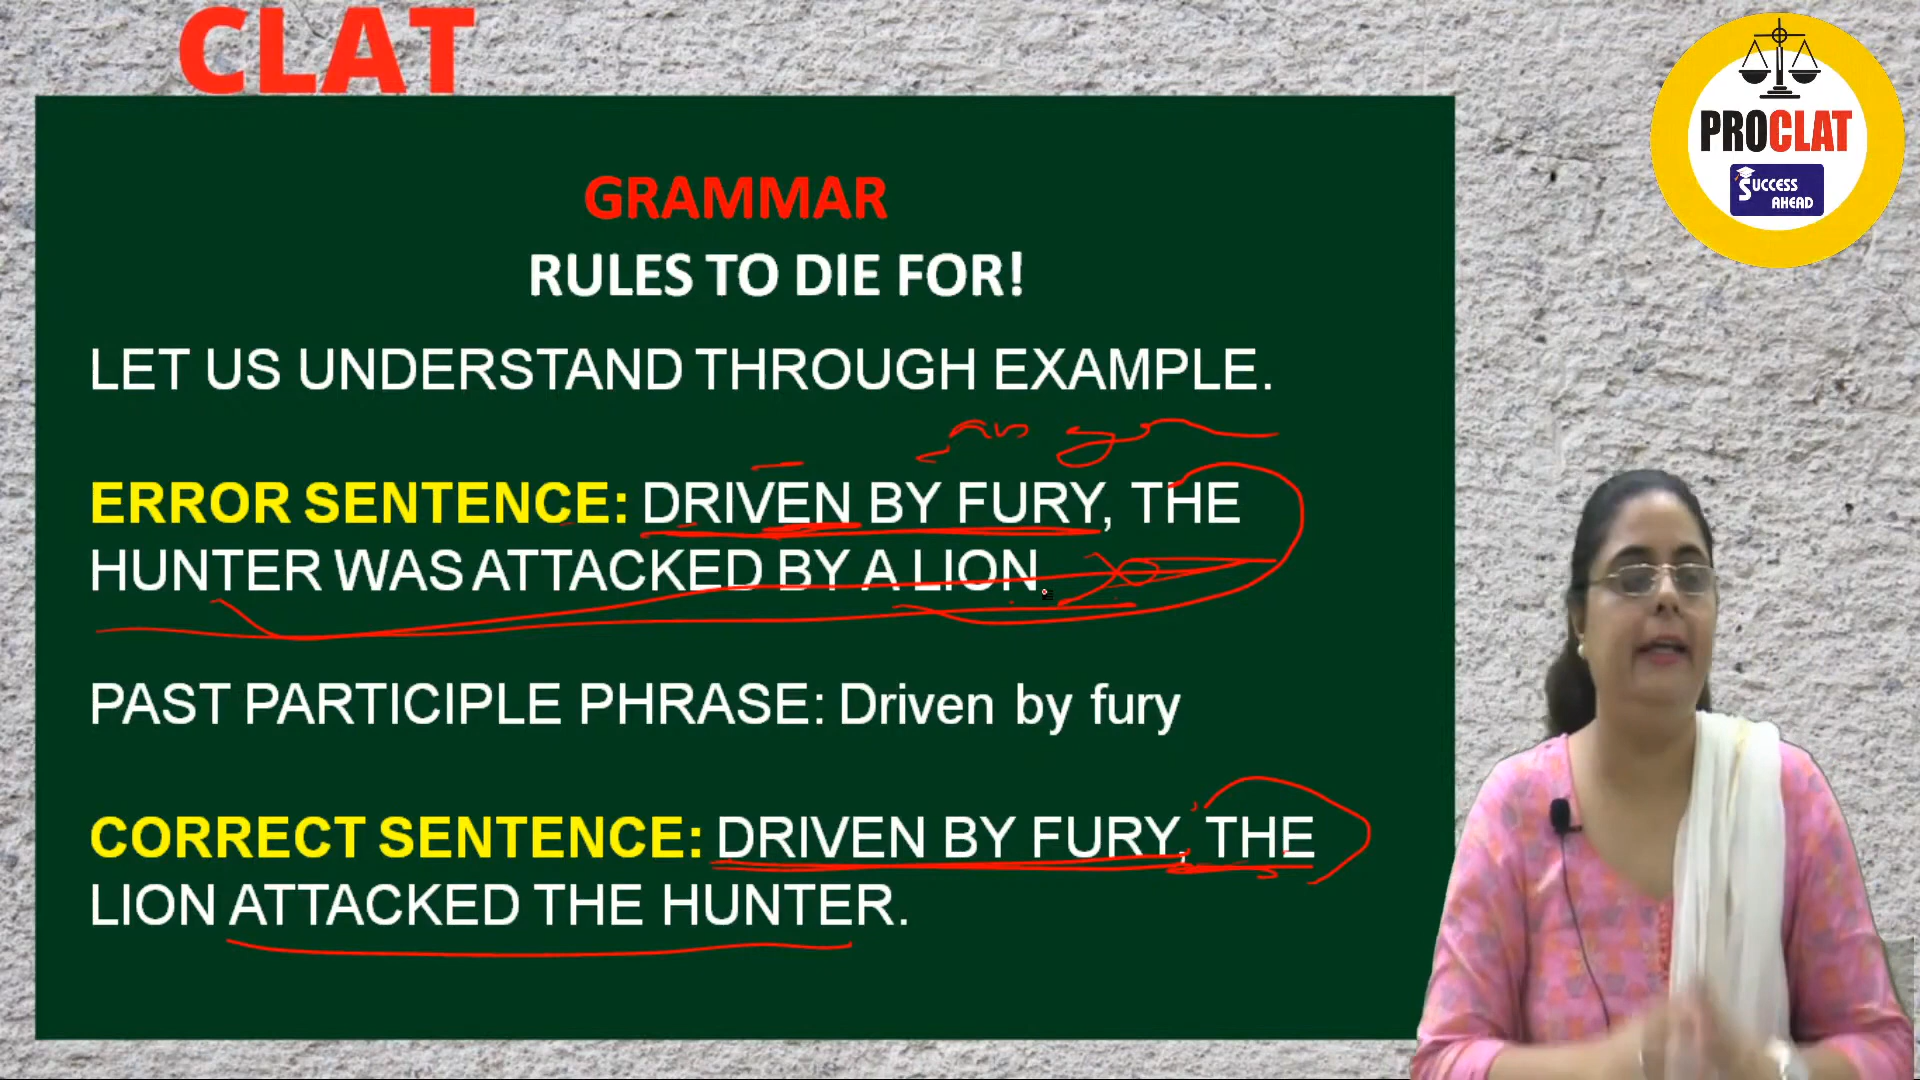 CLAT
PROCLAT
SUCCESS
AHEAD
GRAMMAR
RULES TO DIE FOR!
LET US UNDERSTAND THROUGH EXAMPLE.
ERROR SENTENCE: DRIVEN BY FURY, THE
HUNTER WAS ATTACKED BY A LION.
PAST PARTICIPLE PHRASE: Driven by fury
CORRECT SENTENCE: DRIVEN BY FURY, THE
LION ATTACKED THE HUNTER.